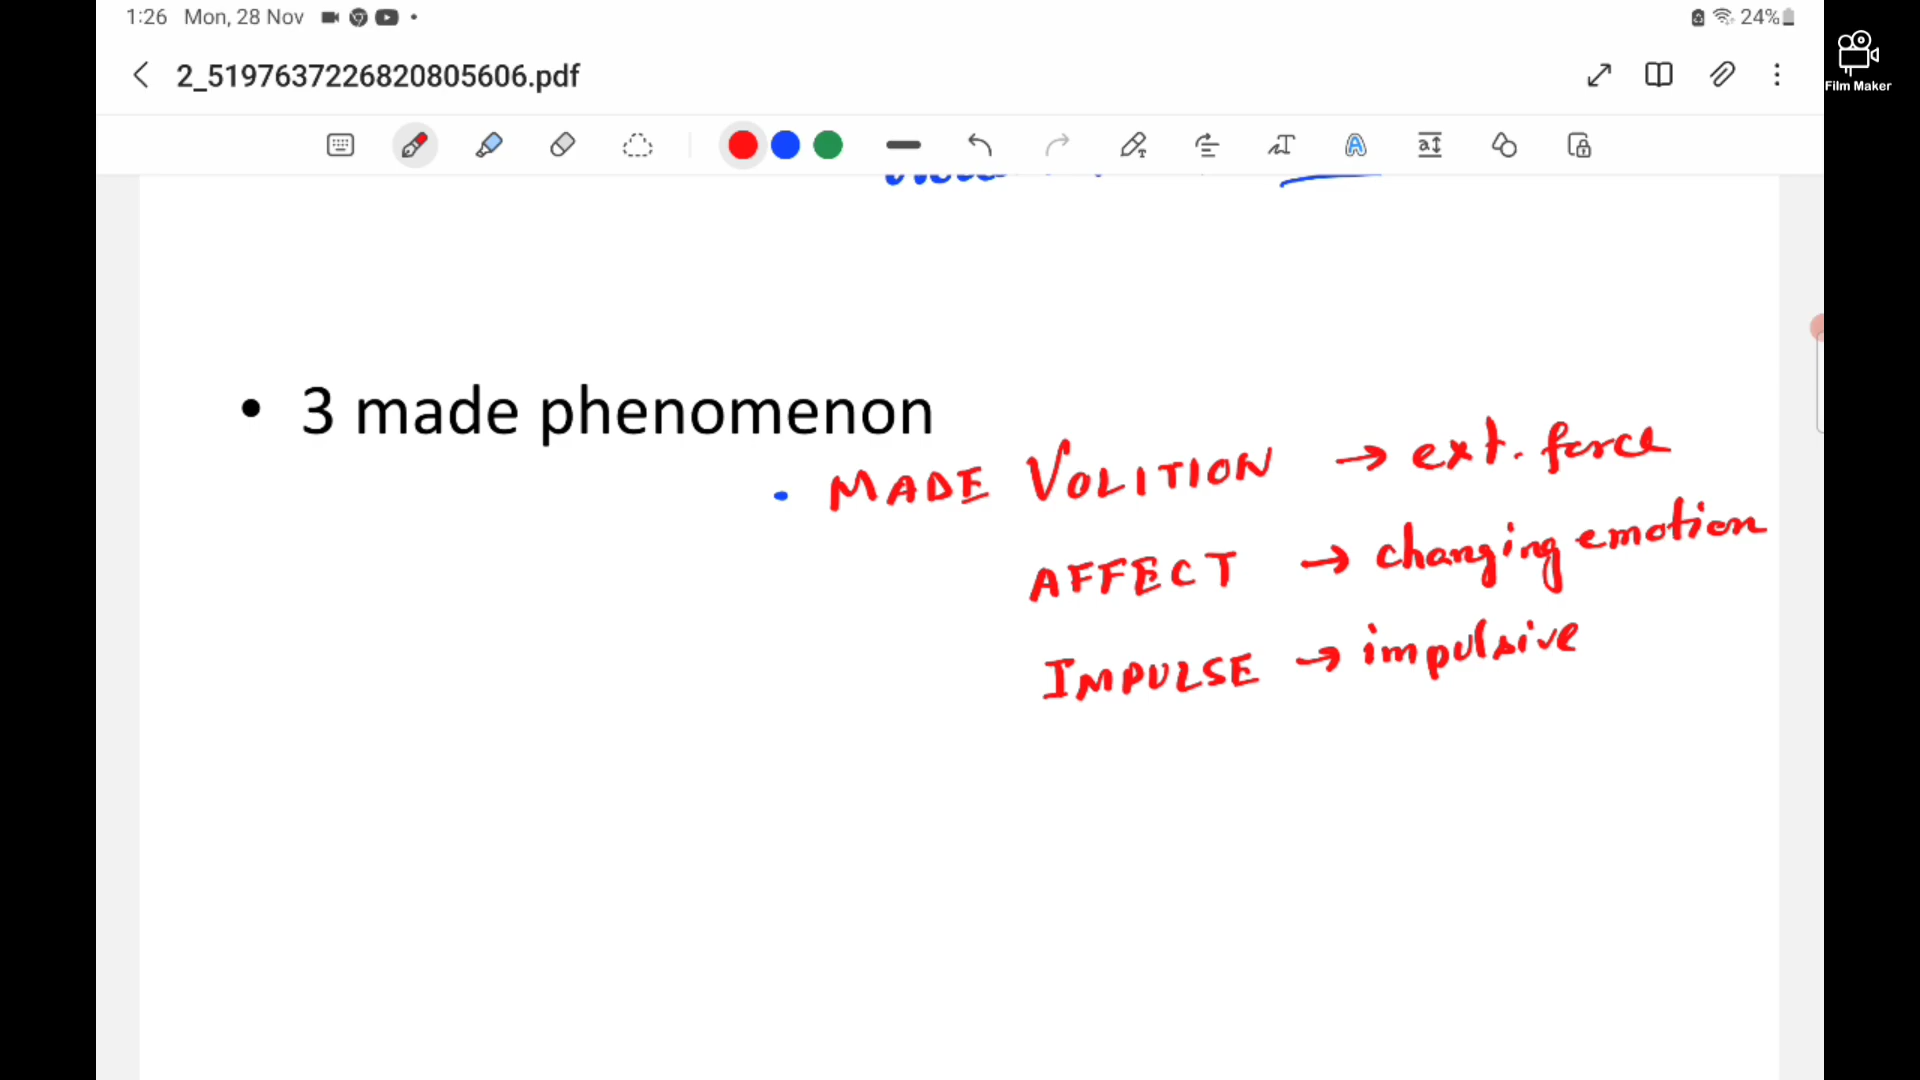 1:26 Mon, 28 Nov
24%
Film Maker
2_5197637226820805606.pdf
• 3 made phenomenon
• MADE VOLITION → ext. force
AFFECT → changing emotion
IMPULSE → impulsive